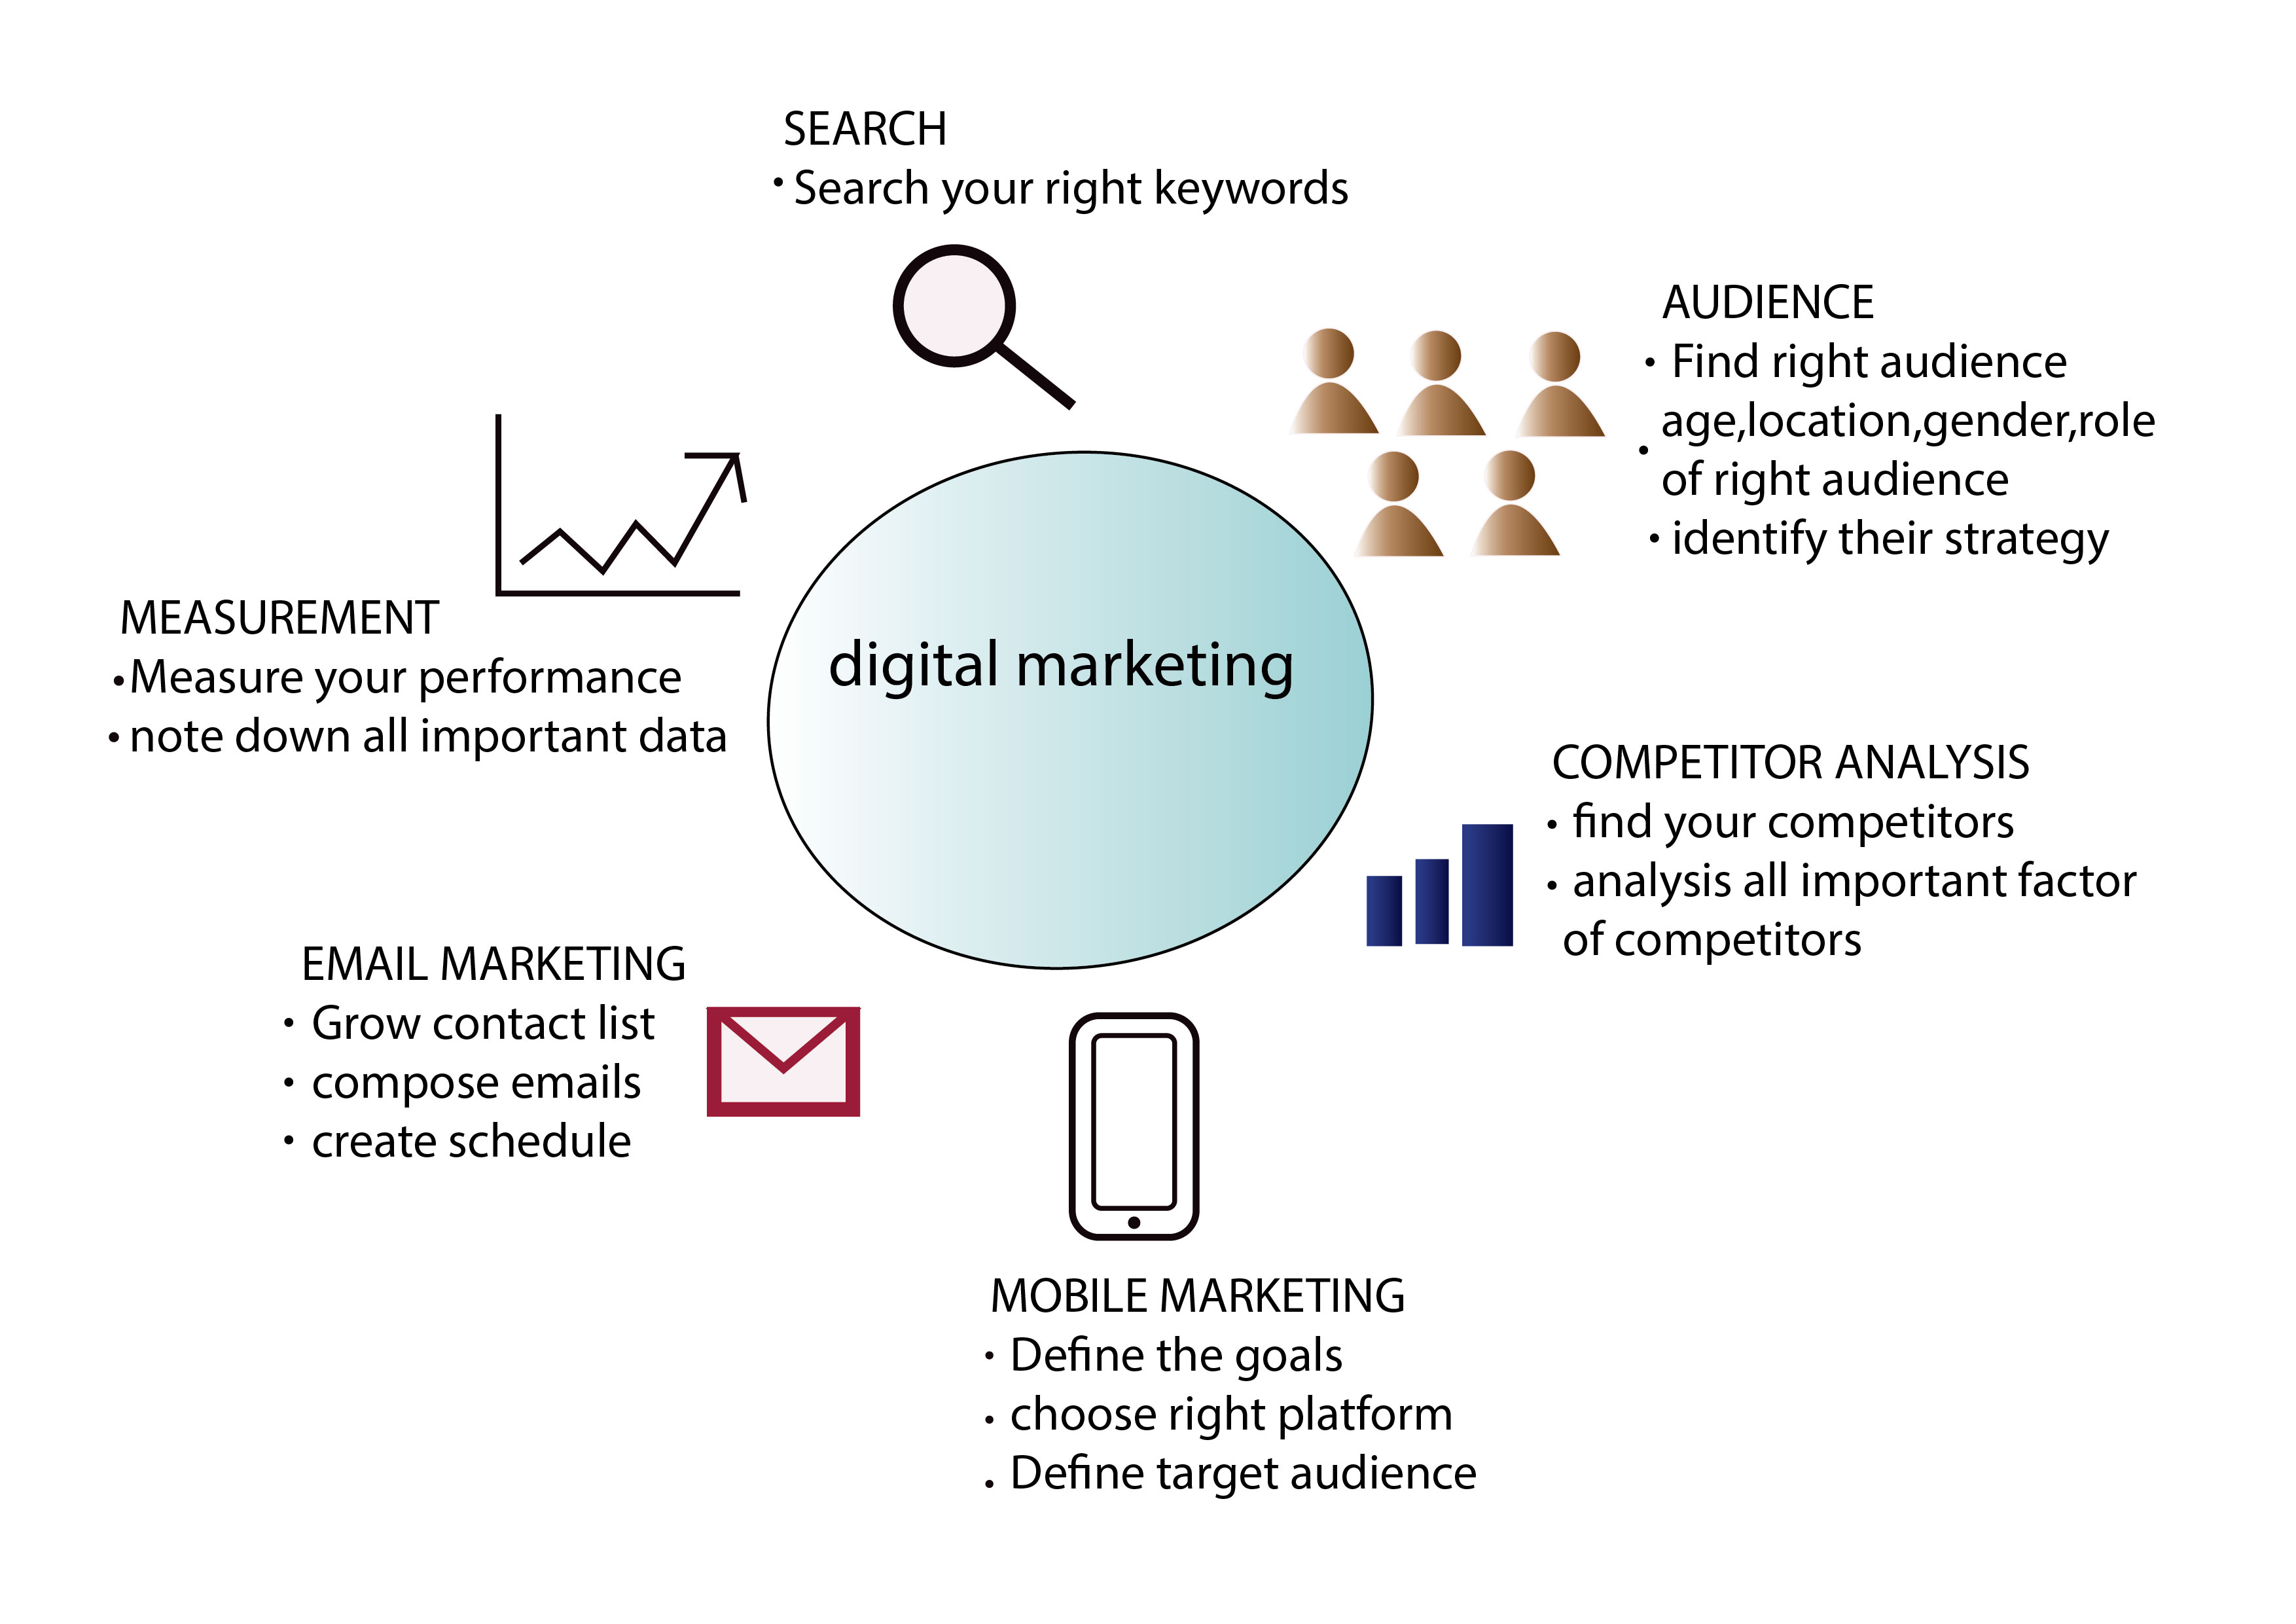 SEARCH
• Search your right keywords
AUDIENCE
• Find right audience
• age,location,gender,role
of right audience
• identify their strategy
digital marketing
MEASUREMENT
• Measure your performance
• note down all important data
COMPETITOR ANALYSIS
• find your competitors
• analysis all important factor
of competitors
EMAIL MARKETING
• Grow contact list
• compose emails
• create schedule
MOBILE MARKETING
• Define the goals
• choose right platform
• Define target audience